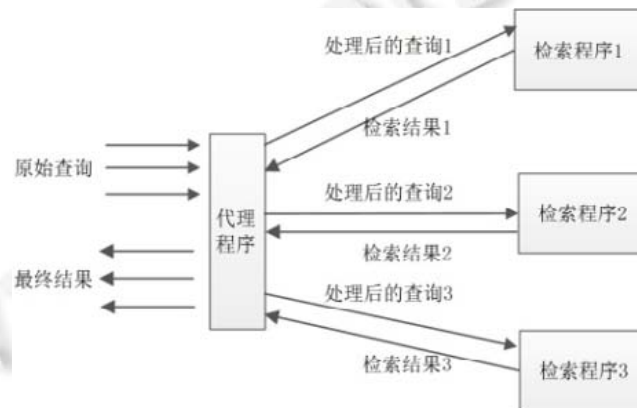 处理后的查询1
检索程序1
检索结果1
原始查询
代理
程序
处理后的查询2
检索程序2
检索结果2
最终结果
处理后的查询3
检索结果3
检索程序3